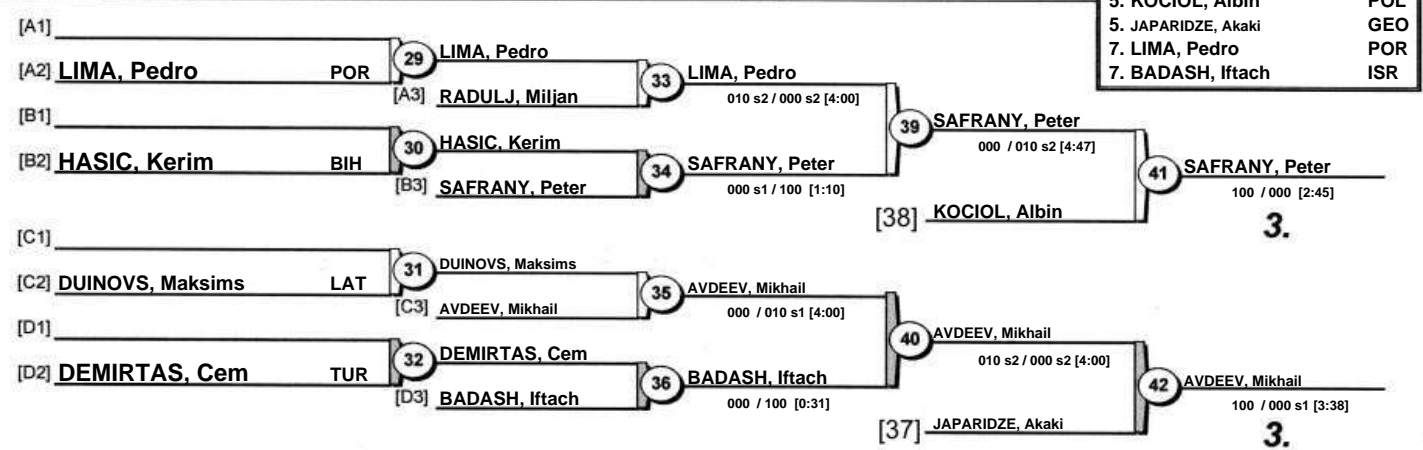 5. KOCIOL, Albin POL
5. JAPARIDZE, Akaki GEO
7. LIMA, Pedro POR
7. BADASH, Iftach ISR
[A1]
[A2] LIMA, Pedro POR
29 LIMA, Pedro
[A3] RADULJ, Miljan
33 LIMA, Pedro
010 s2 / 000 s2 [4:00]
[B1]
[B2] HASIC, Kerim BIH
30 HASIC, Kerim
[B3] SAFRANY, Peter
34 SAFRANY, Peter
000 s1 / 100 [1:10]
39 SAFRANY, Peter
000 / 010 s2 [4:47]
[38] KOCIOL, Albin
41 SAFRANY, Peter
100 / 000 [2:45]
3.
[C1]
[C2] DUINOVS, Maksims LAT
31 DUINOVS, Maksims
[C3] AVDEEV, Mikhail
35 AVDEEV, Mikhail
000 / 010 s1 [4:00]
[D1]
[D2] DEMIRTAS, Cem TUR
32 DEMIRTAS, Cem
[D3] BADASH, Iftach
36 BADASH, Iftach
000 / 100 [0:31]
40 AVDEEV, Mikhail
010 s2 / 000 s2 [4:00]
[37] JAPARIDZE, Akaki
42 AVDEEV, Mikhail
100 / 000 s1 [3:38]
3.